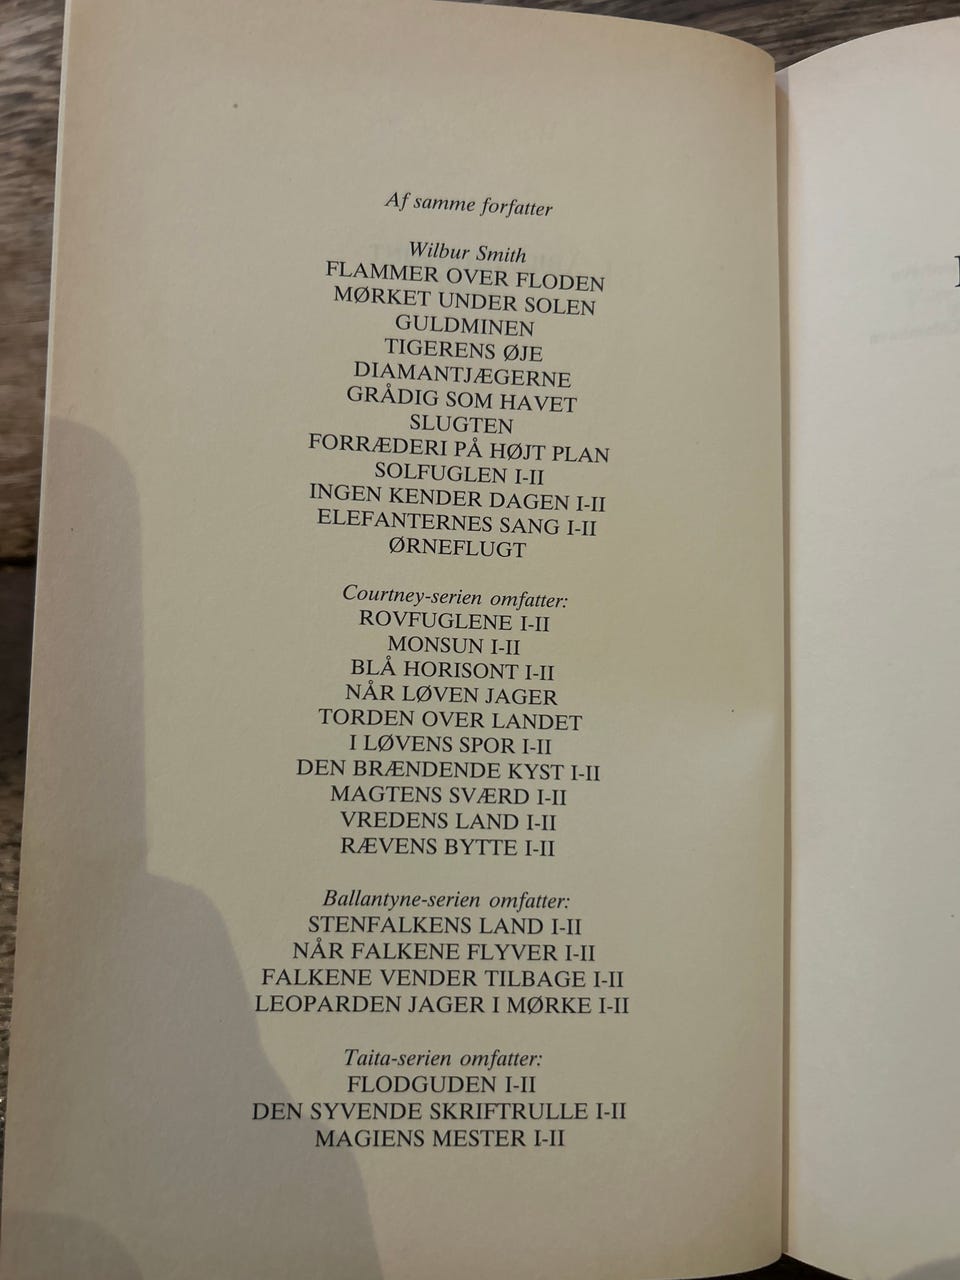 Af samme forfatter
Wilbur Smith
FLAMMER OVER FLODEN
MØRKET UNDER SOLEN
GULDMINEN
TIGERENS ØJE
DIAMANTJÆGERNE
GRÅDIG SOM HAVET
SLUGTEN
FORRÆDERI PÅ HØJT PLAN
SOLFUGLEN I-II
INGEN KENDER DAGEN I-II
ELEFANTERNES SANG I-II
ØRNEFLUGT
Courtney-serien omfatter:
ROVFUGLENE I-II
MONSUN I-II
BLÅ HORISONT I-II
NÅR LØVEN JAGER
TORDEN OVER LANDET
I LØVENS SPOR I-II
DEN BRÆNDENDE KYST I-II
MAGTENS SVÆRD I-II
VREDENS LAND I-II
RÆVENS BYTTE I-II
Ballantyne-serien omfatter:
STENFALKENS LAND I-II
NÅR FALKENE FLYVER I-II
FALKENE VENDER TILBAGE I-II
LEOPARDEN JAGER I MØRKE I-II
Taita-serien omfatter:
FLODGUDEN I-II
DEN SYVENDE SKRIFTRULLE I-II
MAGIENS MESTER I-II